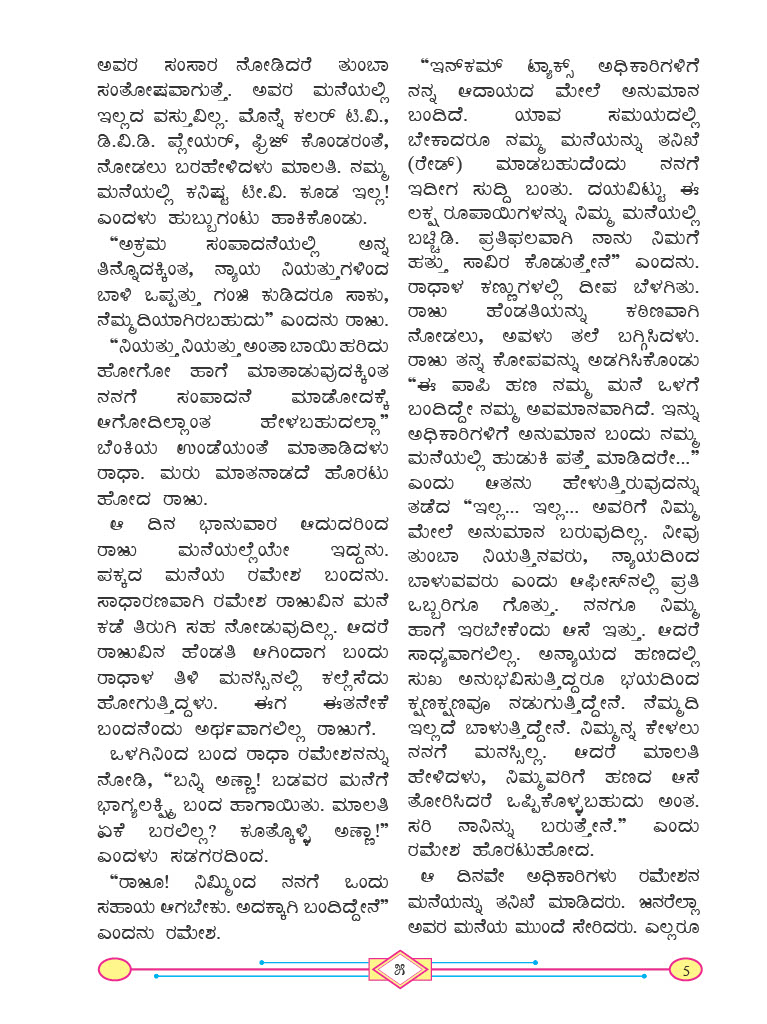 ಅವರ ಸಂಸಾರ ನೋಡಿದರೆ ತುಂಬಾ
ಸಂತೋಷವಾಗುತ್ತೆ. ಅವರ ಮನೆಯಲ್ಲಿ
ಇಲ್ಲದ ವಸ್ತುವಿಲ್ಲ. ಮೊನ್ನೆ ಕಲರ್ ಟಿ.ವಿ.,
ಡಿ.ವಿ.ಡಿ. ಪ್ಲೇಯರ್, ಫ್ರಿಜ್ ಕೊಂಡರಂತೆ,
ನೋಡಲು ಬರಹೇಳಿದಳು ಮಾಲತಿ. ನಮ್ಮ
ಮನೆಯಲ್ಲಿ ಕನಿಷ್ಟ ಟೀ.ವಿ. ಕೂಡ ಇಲ್ಲ!
ಎಂದಳು ಹುಬ್ಬುಗಂಟು ಹಾಕಿಕೊಂಡು.
“ಅಕ್ರಮ ಸಂಪಾದನೆಯಲ್ಲಿ ಅನ್ನ
ತಿನ್ನೊದಕ್ಕಿಂತ, ನ್ಯಾಯ ನಿಯತ್ತುಗಳಿಂದ
ಬಾಳಿ ಒಪ್ಪತ್ತು ಗಂಜಿ ಕುಡಿದರೂ ಸಾಕು,
ನೆಮ್ಮದಿಯಾಗಿರಬಹುದು” ಎಂದನು ರಾಜು.
“ನಿಯತ್ತು ನಿಯತ್ತು ಅಂತಾ ಬಾಯಿ ಹರಿದು
ಹೋಗೋ ಹಾಗೆ ಮಾತಾಡುವುದಕ್ಕಿಂತ
ನನಗೆ ಸಂಪಾದನೆ ಮಾಡೋದಕ್ಕೆ
ಆಗೋದಿಲ್ಲಾಂತ ಹೇಳಬಹುದಲ್ಲಾ”
ಬೆಂಕಿಯ ಉಂಡೆಯಂತೆ ಮಾತಾಡಿದಳು
ರಾಧಾ. ಮರು ಮಾತನಾಡದೆ ಹೊರಟು
ಹೋದ ರಾಜು.
ಆ ದಿನ ಭಾನುವಾರ ಆದುದರಿಂದ
ರಾಜು ಮನೆಯಲ್ಲೆಯೇ ಇದ್ದನು.
ಪಕ್ಕದ ಮನೆಯ ರಮೇಶ ಬಂದನು.
ಸಾಧಾರಣವಾಗಿ ರಮೇಶ ರಾಜುವಿನ ಮನೆ
ಕಡೆ ತಿರುಗಿ ಸಹ ನೋಡುವುದಿಲ್ಲ. ಆದರೆ
ರಾಜುವಿನ ಹೆಂಡತಿ ಆಗಿಂದಾಗ ಬಂದು
ರಾಧಾಳ ತಿಳಿ ಮನಸ್ಸಿನಲ್ಲಿ ಕಲ್ಲೆಸೆದು
ಹೋಗುತ್ತಿದ್ದಳು. ಈಗ ಈತನೇಕೆ
ಬಂದನೆಂದು ಅರ್ಥವಾಗಲಿಲ್ಲ ರಾಜುಗೆ.
ಒಳಗಿನಿಂದ ಬಂದ ರಾಧಾ ರಮೇಶನನ್ನು
ನೋಡಿ, “ಬನ್ನಿ ಅಣ್ಣಾ! ಬಡವರ ಮನೆಗೆ
ಭಾಗ್ಯಲಕ್ಷ್ಮಿ ಬಂದ ಹಾಗಾಯಿತು. ಮಾಲತಿ
ಏಕೆ ಬರಲಿಲ್ಲ? ಕೂತ್ಕೊಳ್ಳಿ ಅಣ್ಣಾ!”
ಎಂದಳು ಸಡಗರದಿಂದ.
“ರಾಜೂ! ನಿಮ್ಮಿಂದ ನನಗೆ ಒಂದು
ಸಹಾಯ ಆಗಬೇಕು. ಅದಕ್ಕಾಗಿ ಬಂದಿದ್ದೇನೆ”
ಎಂದನು ರಮೇಶ.
“ಇನ್‌ಕಮ್ ಟ್ಯಾಕ್ಸ್ ಅಧಿಕಾರಿಗಳಿಗೆ
ನನ್ನ ಆದಾಯದ ಮೇಲೆ ಅನುಮಾನ
ಬಂದಿದೆ. ಯಾವ ಸಮಯದಲ್ಲಿ
ಬೇಕಾದರೂ ನಮ್ಮ ಮನೆಯನ್ನು ತನಿಖೆ
(ರೇಡ್) ಮಾಡಬಹುದೆಂದು ನನಗೆ
ಇದೀಗ ಸುದ್ದಿ ಬಂತು. ದಯವಿಟ್ಟು ಈ
ಲಕ್ಷ ರೂಪಾಯಿಗಳನ್ನು ನಿಮ್ಮ ಮನೆಯಲ್ಲಿ
ಬಚ್ಚಿಡಿ. ಪ್ರತಿಫಲವಾಗಿ ನಾನು ನಿಮಗೆ
ಹತ್ತು ಸಾವಿರ ಕೊಡುತ್ತೇನೆ” ಎಂದನು.
ರಾಧಾಳ ಕಣ್ಣುಗಳಲ್ಲಿ ದೀಪ ಬೆಳಗಿತು.
ರಾಜು ಹೆಂಡತಿಯನ್ನು ಕಠಿಣವಾಗಿ
ನೋಡಲು, ಅವಳು ತಲೆ ಬಗ್ಗಿಸಿದಳು.
ರಾಜು ತನ್ನ ಕೋಪವನ್ನು ಅಡಗಿಸಿಕೊಂಡು
“ಈ ಪಾಪಿ ಹಣ ನಮ್ಮ ಮನೆ ಒಳಗೆ
ಬಂದಿದ್ದೇ ನಮ್ಮ ಅವಮಾನವಾಗಿದೆ. ಇನ್ನು
ಅಧಿಕಾರಿಗಳಿಗೆ ಅನುಮಾನ ಬಂದು ನಮ್ಮ
ಮನೆಯಲ್ಲಿ ಹುಡುಕಿ ಪತ್ತೆ ಮಾಡಿದರೇ...”
ಎಂದು ಆತನು ಹೇಳುತ್ತಿರುವುದನ್ನು
ತಡೆದ “ಇಲ್ಲ... ಇಲ್ಲ... ಅವರಿಗೆ ನಿಮ್ಮ
ಮೇಲೆ ಅನುಮಾನ ಬರುವುದಿಲ್ಲ. ನೀವು
ತುಂಬಾ ನಿಯತ್ತಿನವರು, ನ್ಯಾಯದಿಂದ
ಬಾಳುವವರು ಎಂದು ಆಫೀಸ್‌ನಲ್ಲಿ ಪ್ರತಿ
ಒಬ್ಬರಿಗೂ ಗೊತ್ತು. ನನಗೂ ನಿಮ್ಮ
ಹಾಗೆ ಇರಬೇಕೆಂದು ಆಸೆ ಇತ್ತು. ಆದರೆ
ಸಾಧ್ಯವಾಗಲಿಲ್ಲ. ಅನ್ಯಾಯದ ಹಣದಲ್ಲಿ
ಸುಖ ಅನುಭವಿಸುತ್ತಿದ್ದರೂ ಭಯದಿಂದ
ಕ್ಷಣಕ್ಷಣವೂ ನಡುಗುತ್ತಿದ್ದೇನೆ. ನೆಮ್ಮದಿ
ಇಲ್ಲದೆ ಬಾಳುತ್ತಿದ್ದೇನೆ. ನಿಮ್ಮನ್ನ ಕೇಳಲು
ನನಗೆ ಮನಸ್ಸಿಲ್ಲ. ಆದರೆ ಮಾಲತಿ
ಹೇಳಿದಳು, ನಿಮ್ಮವರಿಗೆ ಹಣದ ಆಸೆ
ತೋರಿಸಿದರೆ ಒಪ್ಪಿಕೊಳ್ಳಬಹುದು ಅಂತ.
ಸರಿ ನಾನಿನ್ನು ಬರುತ್ತೇನೆ.” ಎಂದು
ರಮೇಶ ಹೊರಟುಹೋದ.
ಆ ದಿನವೇ ಅಧಿಕಾರಿಗಳು ರಮೇಶನ
ಮನೆಯನ್ನು ತನಿಖೆ ಮಾಡಿದರು. ಜನರೆಲ್ಲಾ
ಅವರ ಮನೆಯ ಮುಂದೆ ಸೇರಿದರು. ಎಲ್ಲರೂ
೫
5